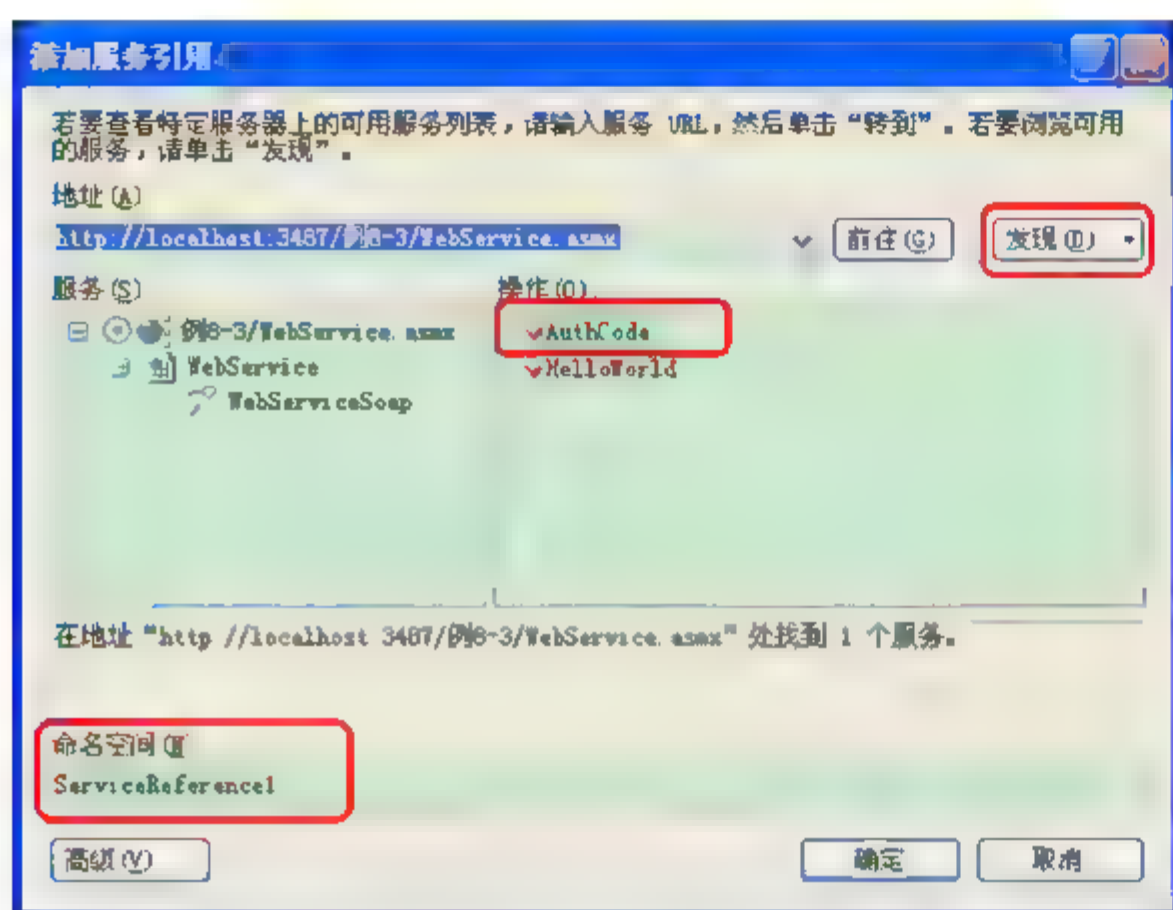 添加服务引用
若要查看特定服务器上的可用服务列表，请输入服务 URL，然后单击“转到”。若要浏览可用
的服务，请单击“发现”。
地址(A)
http://localhost:3487/例8-3/WebService.asmx 前往(G) 发现(D)
服务(S) 操作(O)
例8-3/WebService.asmx AuthCode
WebService HelloWorld
WebServiceSoap
在地址 "http //localhost 3487/例8-3/WebService.asmx" 处找到 1 个服务。
命名空间(N)
ServiceReference1
高级(V) 确定 取消